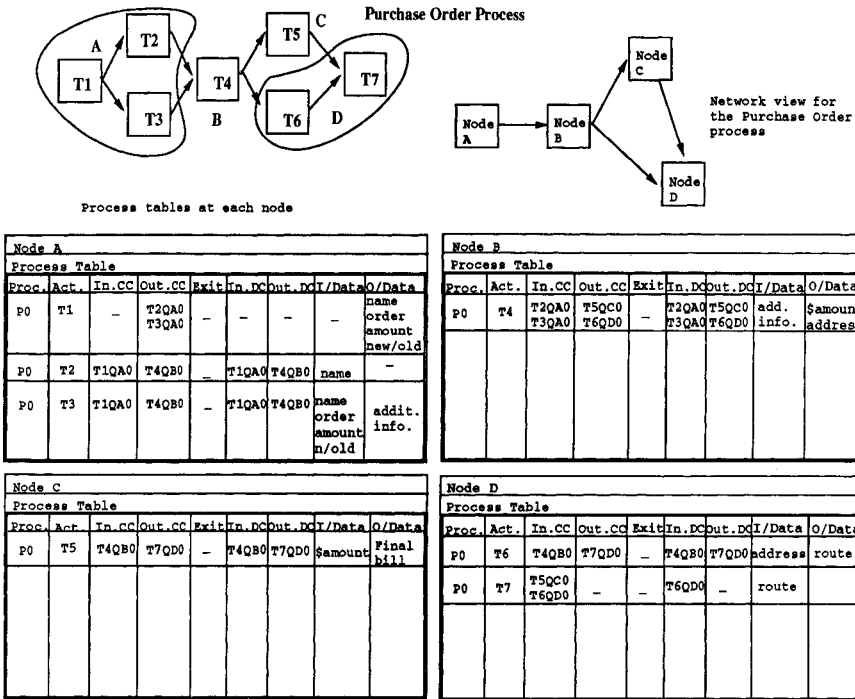 Purchase Order Process
A
T1
T2
T3
T4
B
T5
C
T6
D
T7
Node A
Node B
Node C
Node D
Network view for
the Purchase Order
process
Process tables at each node
Node A
Process Table
Proc. Act. In.CC Out.CC Exit In.DC Out.DC I/Data O/Data
P0 T1 – T2QA0 – – – – name
T3QA0 order
amount
new/old
P0 T2 T1QA0 T4QB0 – T1QA0 T4QB0 name –
P0 T3 T1QA0 T4QB0 – T1QA0 T4QB0 name addit.
order info.
amount
n/old
Node B
Process Table
Proc. Act. In.CC Out.CC Exit In.DC Out.DC I/Data O/Data
P0 T4 T2QA0 T5QC0 – T2QA0 T5QC0 add. $amoun
T3QA0 T6QD0 T3QA0 T6QD0 info. addres
Node C
Process Table
Proc. Act. In.CC Out.CC Exit In.DC Out.DC I/Data O/Data
P0 T5 T4QB0 T7QD0 – T4QB0 T7QD0 $amount Final
bill
Node D
Process Table
Proc. Act. In.CC Out.CC Exit In.DC Out.DC I/Data O/Data
P0 T6 T4QB0 T7QD0 – T4QB0 T7QD0 address route
P0 T7 T5QC0 – – T6QD0 – route
T6QD0